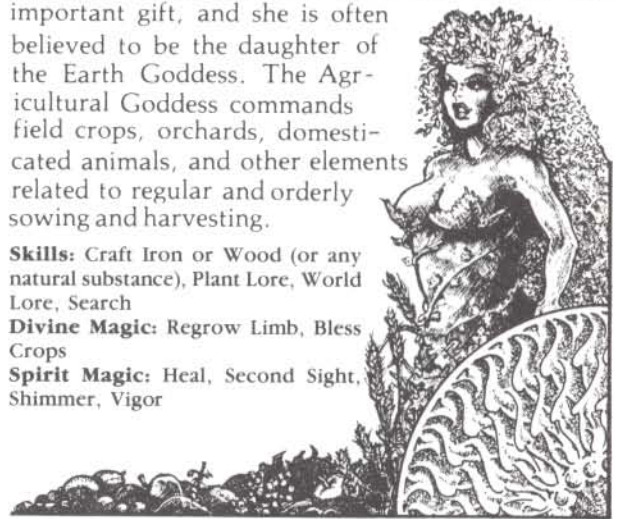 important gift, and she is often
believed to be the daughter of
the Earth Goddess. The Agr-
icultural Goddess commands
field crops, orchards, domesti-
cated animals, and other elements
related to regular and orderly
sowing and harvesting.
Skills: Craft Iron or Wood (or any
natural substance), Plant Lore, World
Lore, Search
Divine Magic: Regrow Limb, Bless
Crops
Spirit Magic: Heal, Second Sight,
Shimmer, Vigor